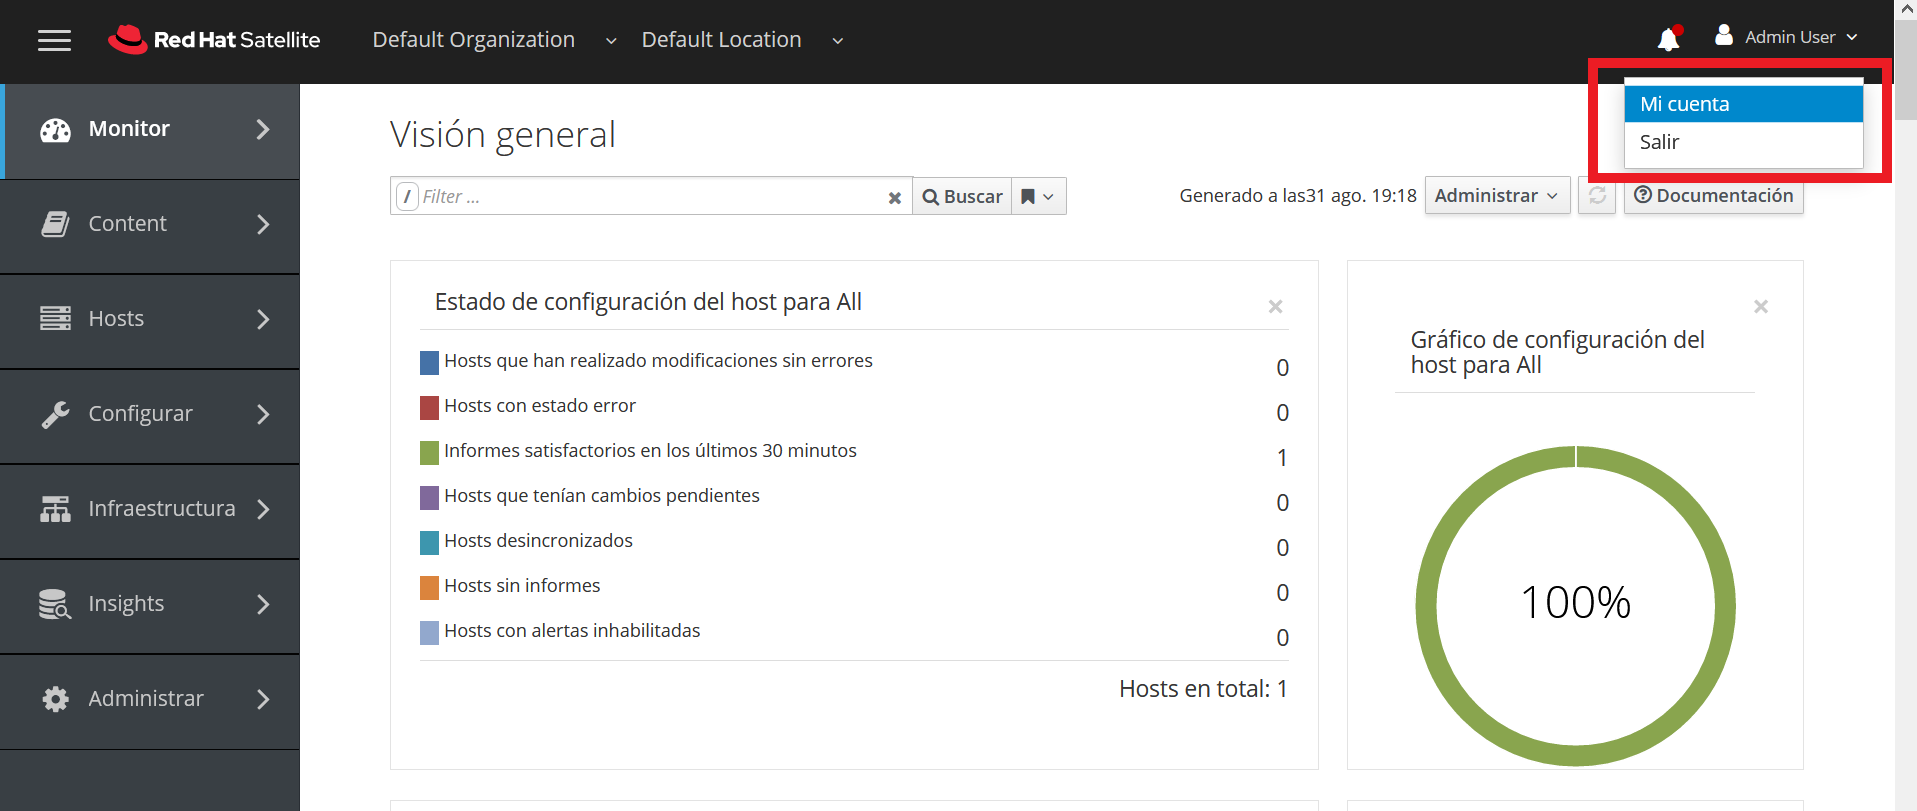 Red Hat Satellite Default Organization Default Location Admin User
Mi cuenta
Salir
Monitor
Content
Hosts
Configurar
Infraestructura
Insights
Administrar
Visión general
/ Filter ... Buscar Generado a las31 ago. 19:18 Administrar Documentación
Estado de configuración del host para All
Hosts que han realizado modificaciones sin errores 0
Hosts con estado error 0
Informes satisfactorios en los últimos 30 minutos 1
Hosts que tenían cambios pendientes 0
Hosts desincronizados 0
Hosts sin informes 0
Hosts con alertas inhabilitadas 0
Hosts en total: 1
Gráfico de configuración del
host para All
100%